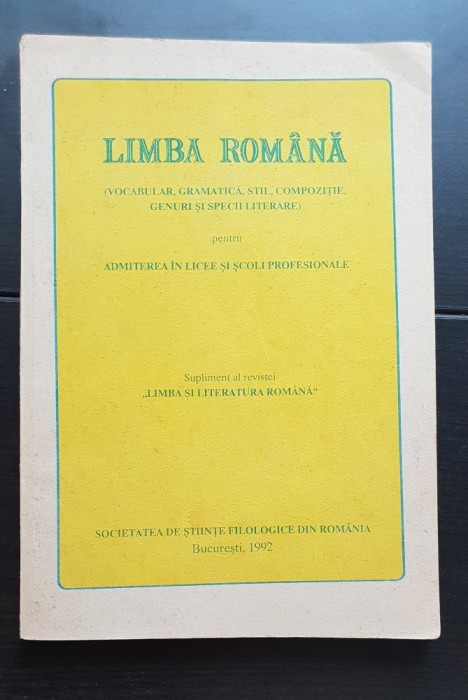 LIMBA ROMÂNĂ
(VOCABULAR, GRAMATICĂ, STIL, COMPOZIȚIE,
GENURI ȘI SPECII LITERARE)
pentru
ADMITEREA ÎN LICEE ȘI ȘCOLI PROFESIONALE
Supliment al revistei
„LIMBA ȘI LITERATURA ROMÂNĂ“
SOCIETATEA DE ȘTIINȚE FILOLOGICE DIN ROMÂNIA
București, 1992